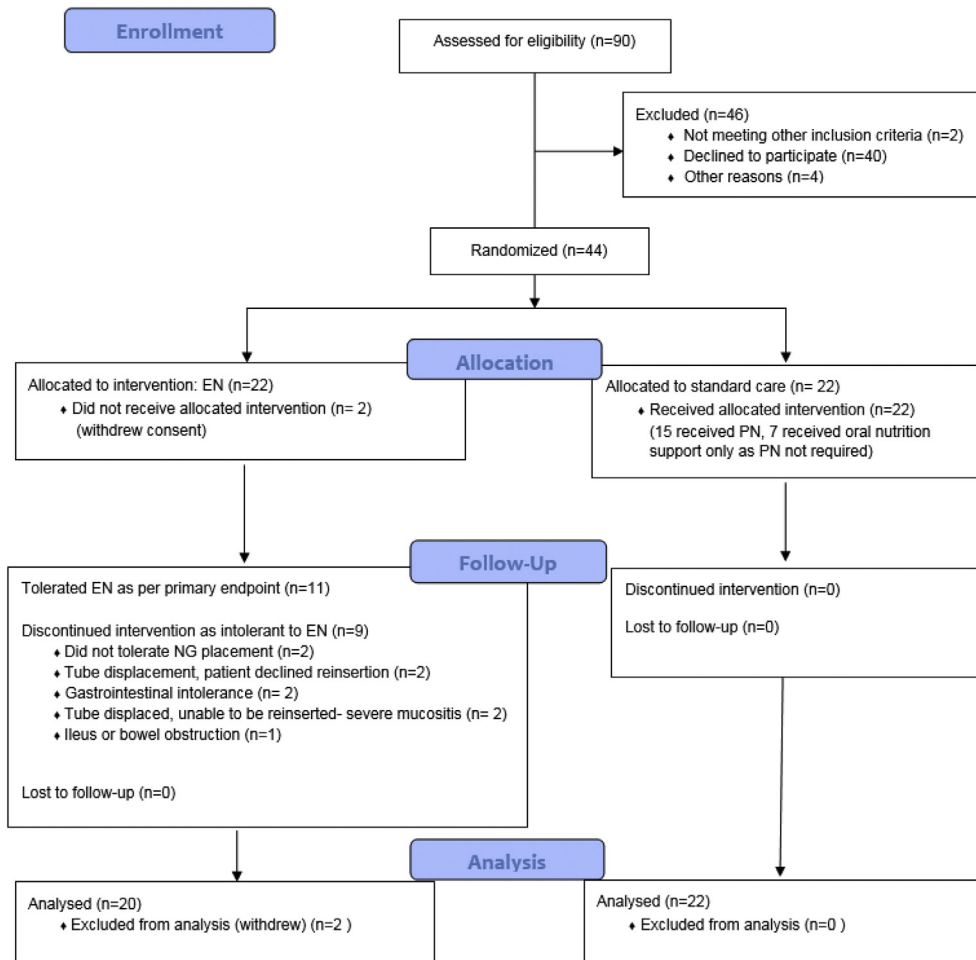 Enrollment
Assessed for eligibility (n=90)
Excluded (n=46)
♦ Not meeting other inclusion criteria (n=2)
♦ Declined to participate (n=40)
♦ Other reasons (n=4)
Randomized (n=44)
Allocation
Allocated to intervention: EN (n=22)
♦ Did not receive allocated intervention (n= 2)
(withdrew consent)
Allocated to standard care (n= 22)
♦ Received allocated intervention (n=22)
(15 received PN, 7 received oral nutrition
support only as PN not required)
Follow-Up
Tolerated EN as per primary endpoint (n=11)
Discontinued intervention as intolerant to EN (n=9)
♦ Did not tolerate NG placement (n=2)
♦ Tube displacement, patient declined reinsertion (n=2)
♦ Gastrointestinal intolerance (n= 2)
♦ Tube displaced, unable to be reinserted- severe mucositis (n= 2)
♦ Ileus or bowel obstruction (n=1)
Lost to follow-up (n=0)
Discontinued intervention (n=0)
Lost to follow-up (n=0)
Analysis
Analysed (n=20)
♦ Excluded from analysis (withdrew) (n=2 )
Analysed (n=22)
♦ Excluded from analysis (n=0 )